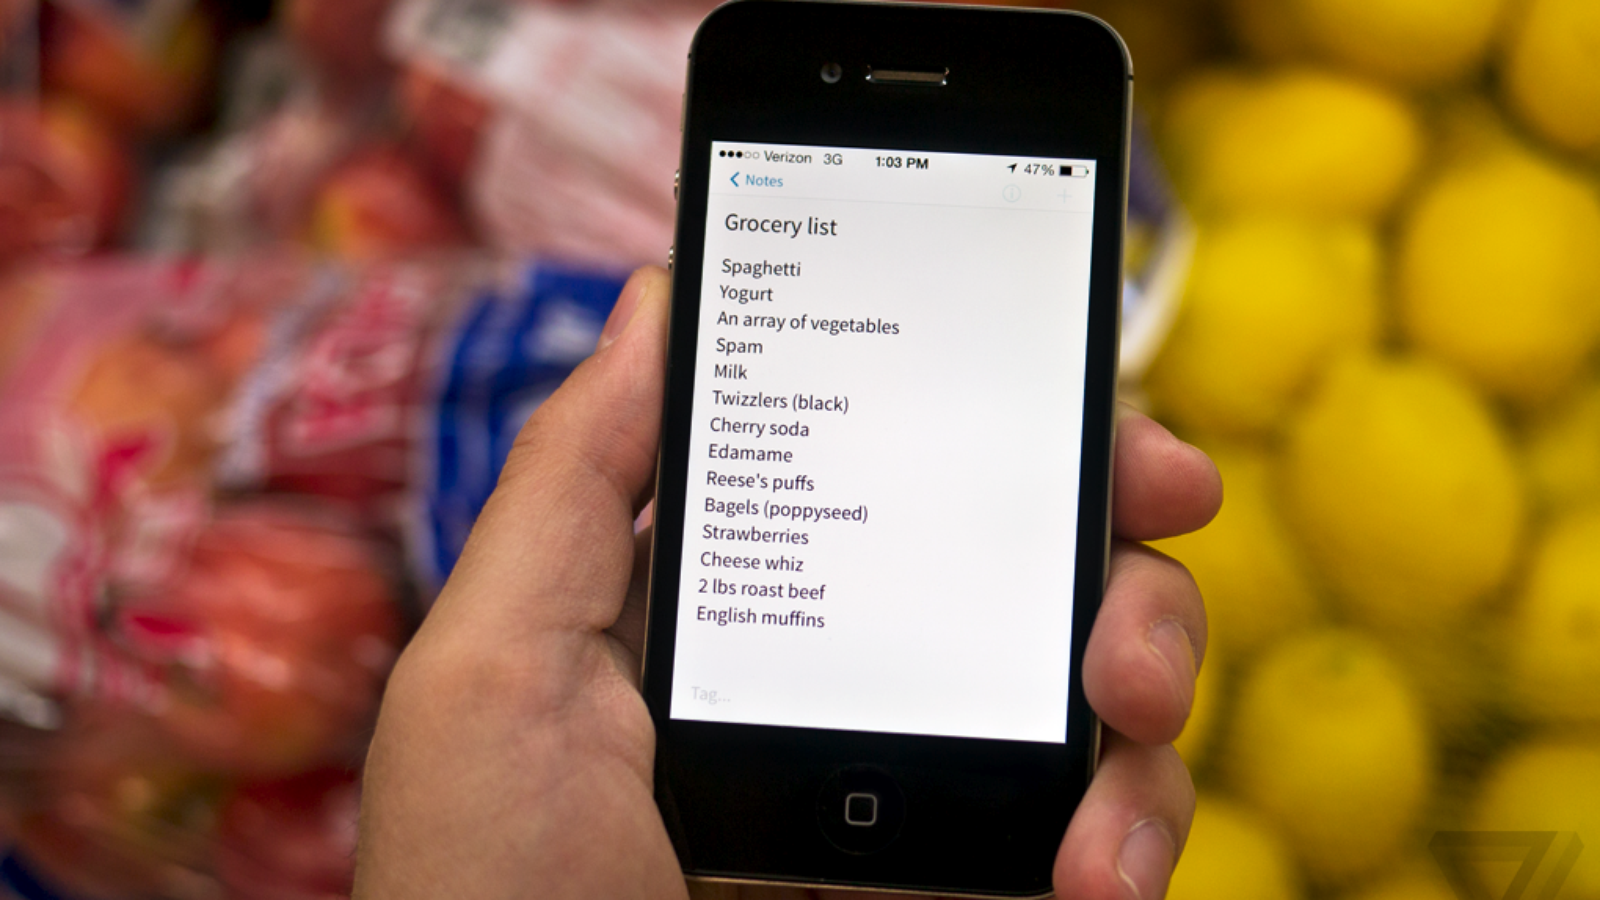 ●●●○○ Verizon 3G 1:03 PM 47%
Notes
Grocery list
Spaghetti
Yogurt
An array of vegetables
Spam
Milk
Twizzlers (black)
Cherry soda
Edamame
Reese's puffs
Bagels (poppyseed)
Strawberries
Cheese whiz
2 lbs roast beef
English muffins
Tag...